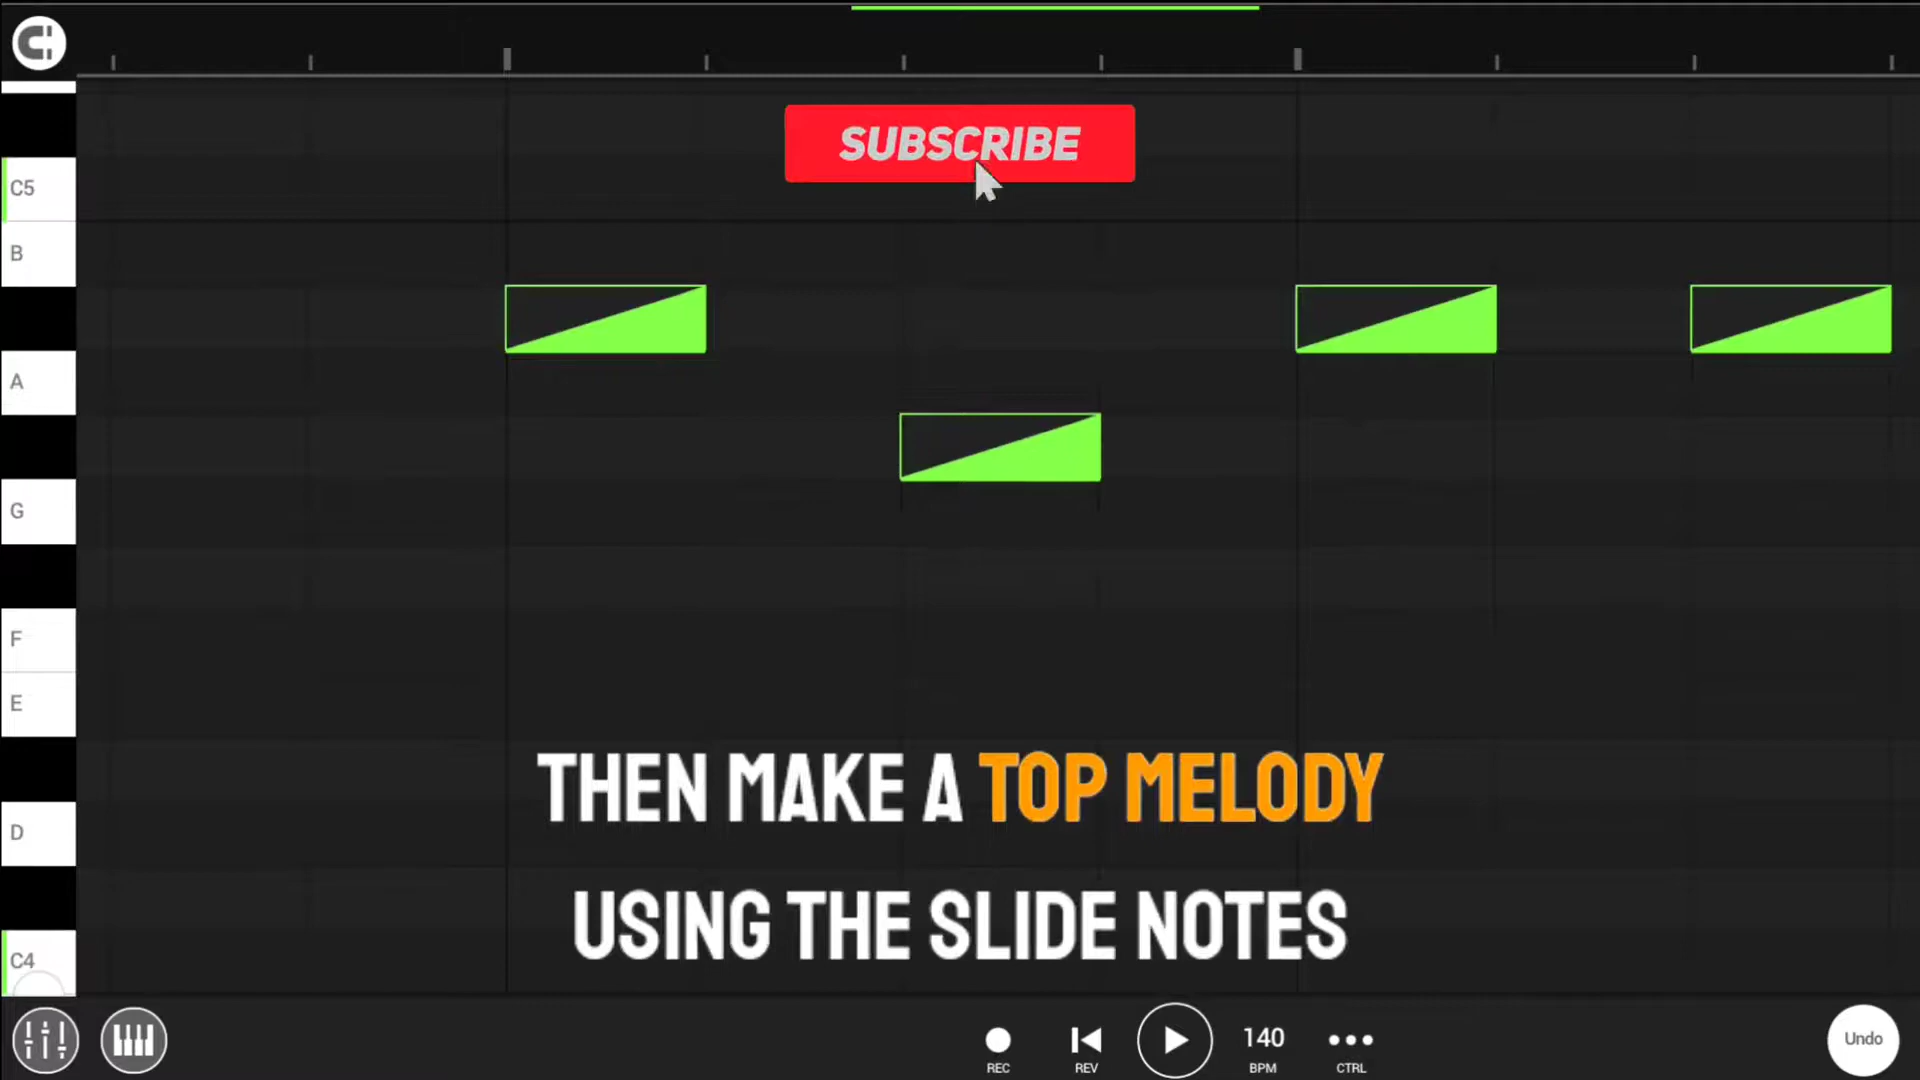 SUBSCRIBE
C5
B
A
G
F
E
D
C4
THEN MAKE A TOP MELODY
USING THE SLIDE NOTES
REC
REV
140
BPM
CTRL
Undo